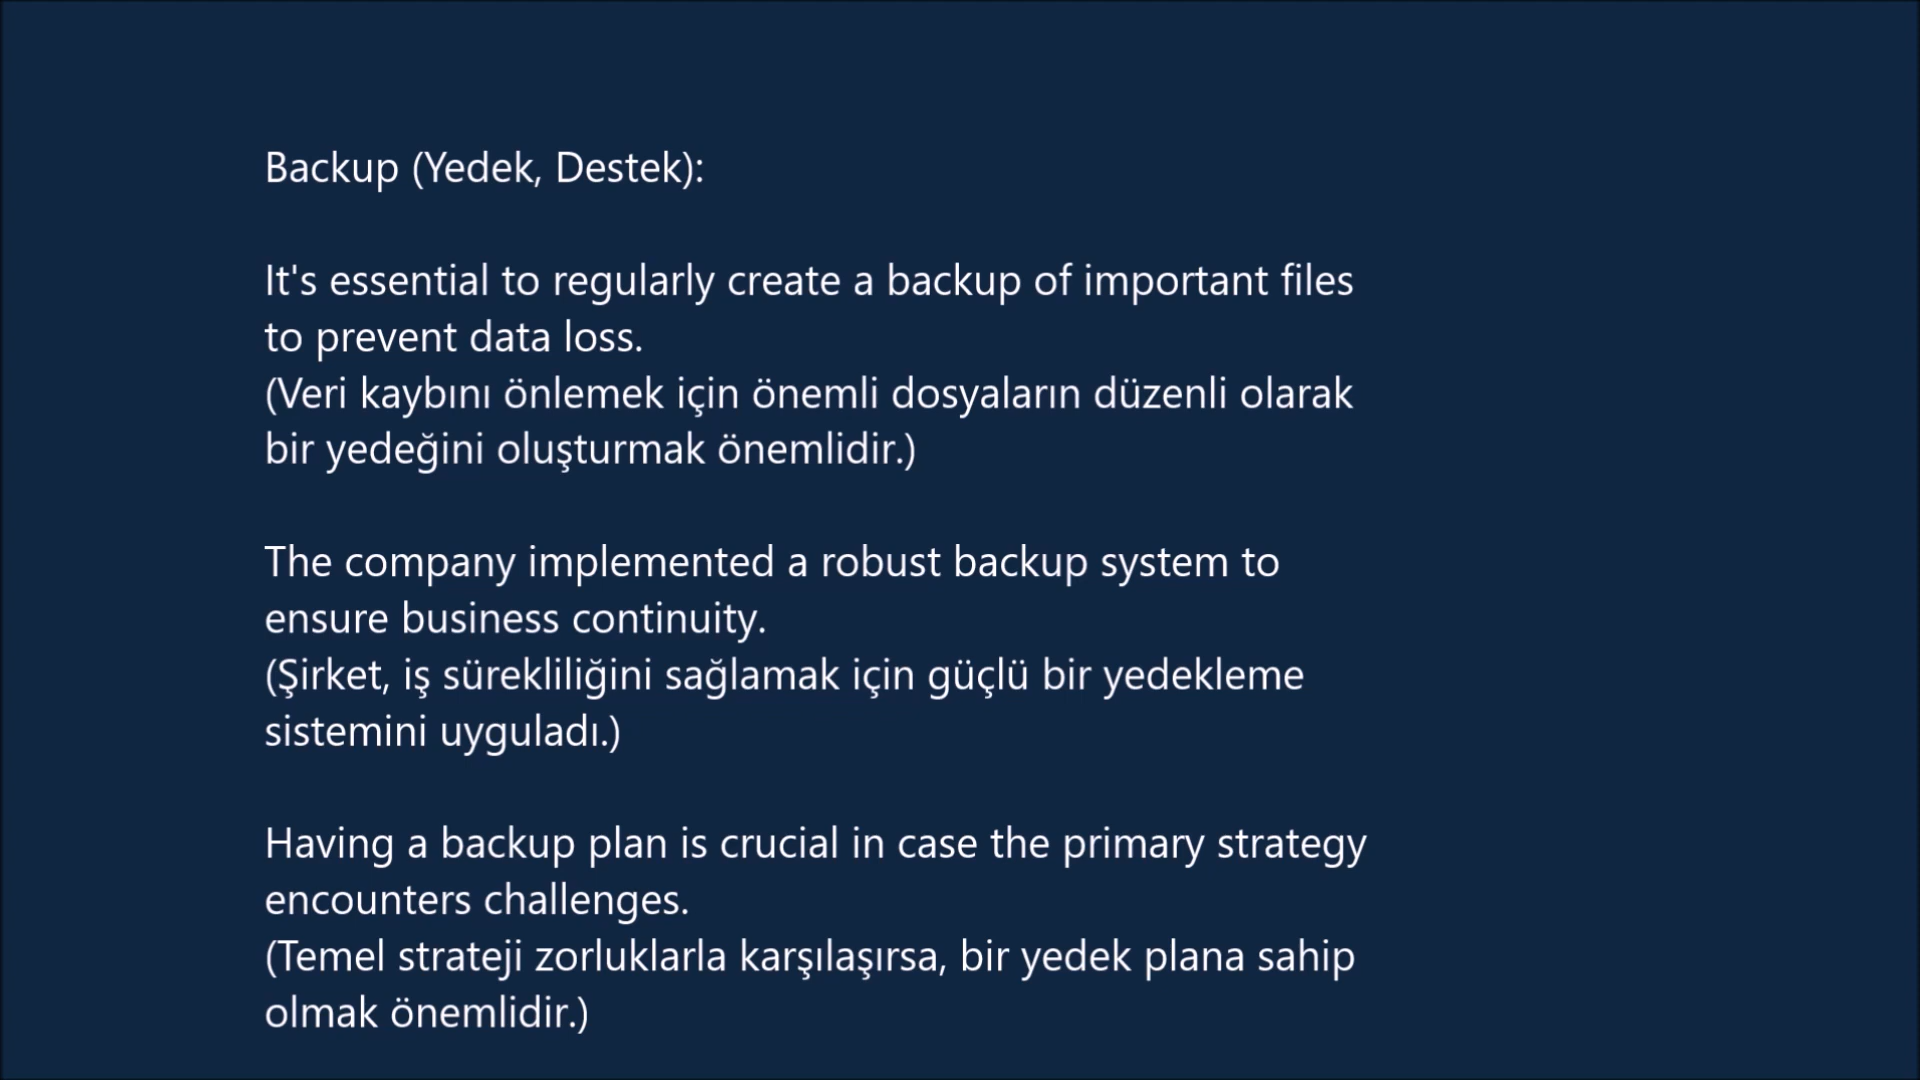 Backup (Yedek, Destek):
It's essential to regularly create a backup of important files
to prevent data loss.
(Veri kaybını önlemek için önemli dosyaların düzenli olarak
bir yedeğini oluşturmak önemlidir.)
The company implemented a robust backup system to
ensure business continuity.
(Şirket, iş sürekliliğini sağlamak için güçlü bir yedekleme
sistemini uyguladı.)
Having a backup plan is crucial in case the primary strategy
encounters challenges.
(Temel strateji zorluklarla karşılaşırsa, bir yedek plana sahip
olmak önemlidir.)